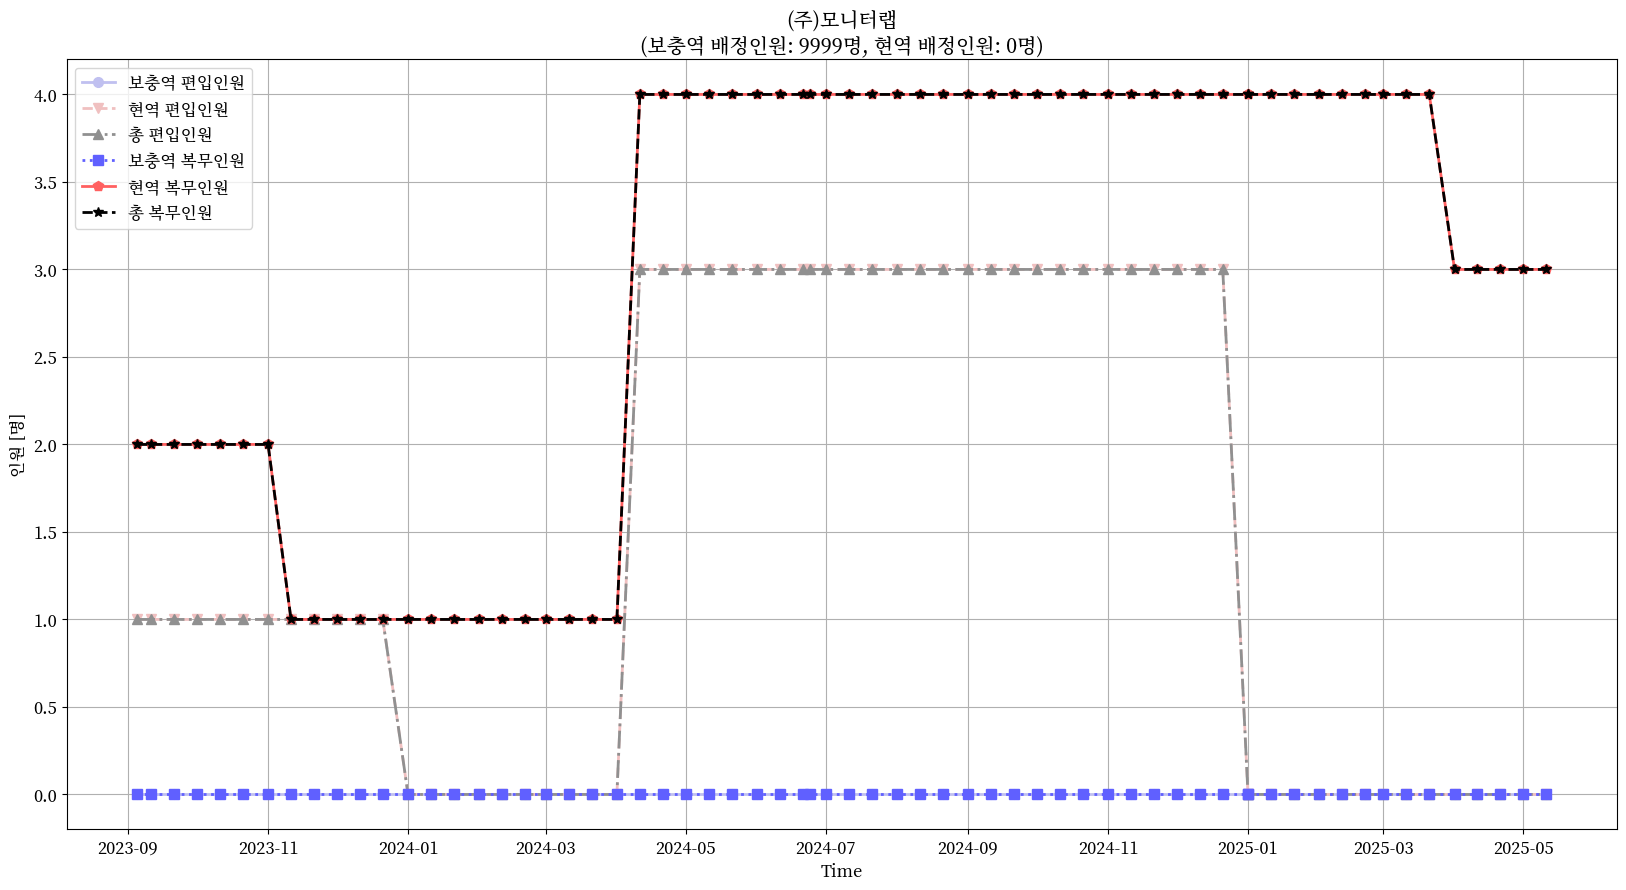 (주)모니터랩
(보충역 배정인원: 9999명, 현역 배정인원: 0명)
보충역 편입인원
현역 편입인원
총 편입인원
보충역 복무인원
현역 복무인원
총 복무인원
4.0
3.5
3.0
2.5
2.0
1.5
1.0
0.5
0.0
인원 [명]
2023-09 2023-11 2024-01 2024-03 2024-05 2024-07 2024-09 2024-11 2025-01 2025-03 2025-05
Time